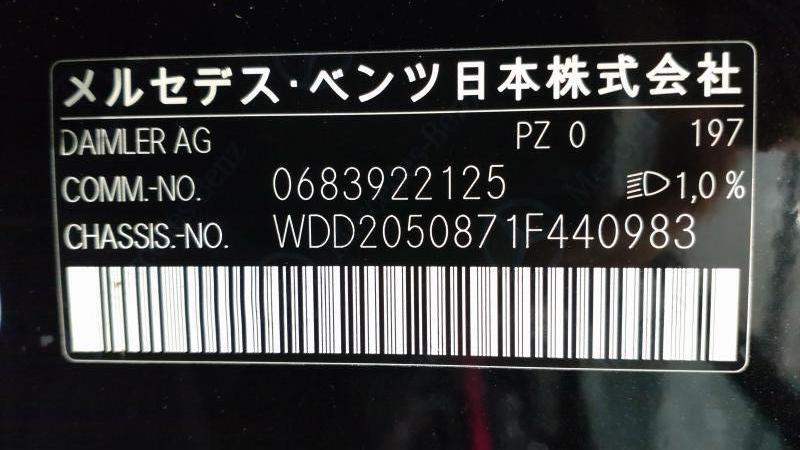 メルセデス・ベンツ日本株式会社
DAIMLER AG PZ 0 197
COMM.-NO. 0683922125 1,0 %
CHASSIS.-NO. WDD2050871F440983